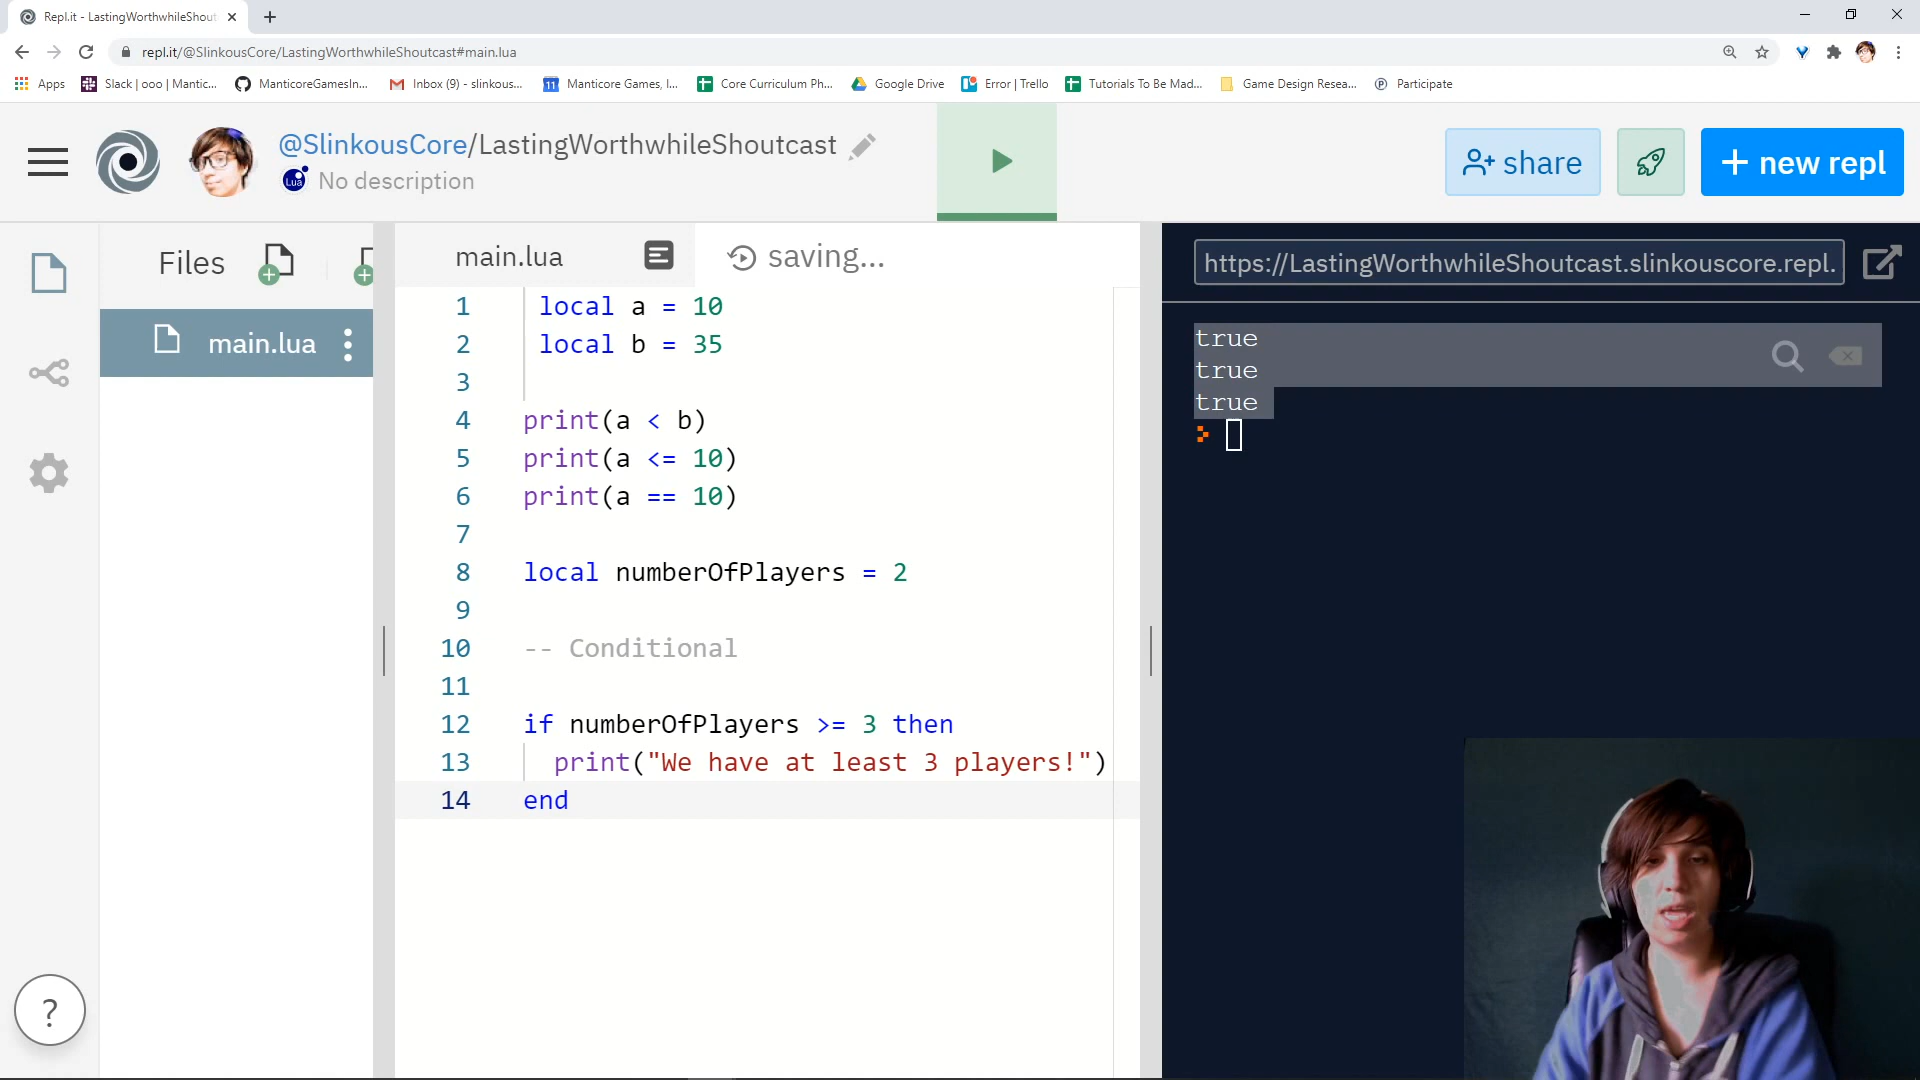 Repl.it - LastingWorthwhileShout
repl.it/@SlinkousCore/LastingWorthwhileShoutcast#main.lua
Apps
Slack | ooo | Mantic...
ManticoreGamesIn...
Inbox (9) - slinkous...
11
Manticore Games, I...
Core Curriculum Ph...
Google Drive
Error | Trello
Tutorials To Be Mad...
Game Design Resea...
Participate
@SlinkousCore/LastingWorthwhileShoutcast
Lua
No description
share
+ new repl
Files
main.lua
main.lua
saving...
1 local a = 10
2 local b = 35
3
4 print(a < b)
5 print(a <= 10)
6 print(a == 10)
7
8 local numberOfPlayers = 2
9
10 -- Conditional
11
12 if numberOfPlayers >= 3 then
13 print("We have at least 3 players!")
14 end
https://LastingWorthwhileShoutcast.slinkouscore.repl.
true
true
true
?